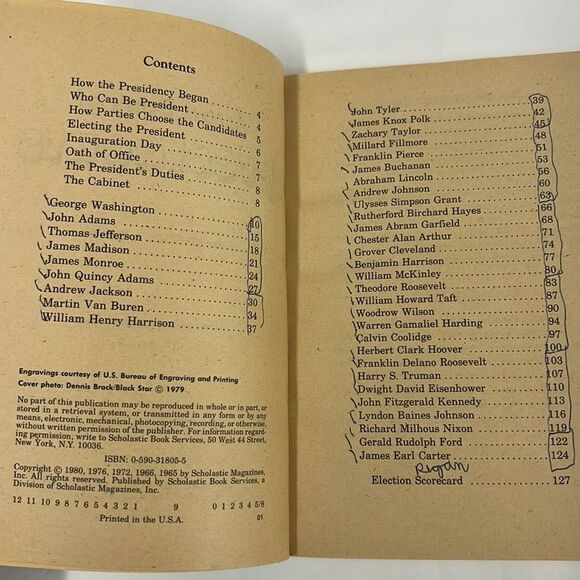 Contents
How the Presidency Began ........ 4
Who Can Be President ........ 4
How Parties Choose the Candidates 5
Electing the President ........ 6
Inauguration Day ........ 7
Oath of Office ........ 7
The President's Duties ........ 8
The Cabinet ........ 8
George Washington ........ 10
John Adams ........ 15
Thomas Jefferson ........ 18
James Madison ........ 21
James Monroe ........ 24
John Quincy Adams ........ 27
Andrew Jackson ........ 30
Martin Van Buren ........ 34
William Henry Harrison ........ 37
Engravings courtesy of U.S. Bureau of Engraving and Printing
Cover photo: Dennis Brack/Black Star © 1979
No part of this publication may be reproduced in whole or in part, or
stored in a retrieval system, or transmitted in any form or by any
means, electronic, mechanical, photocopying, recording, or otherwise,
without written permission of the publisher. For information regard-
ing permission, write to Scholastic Book Services, 50 West 44 Street,
New York, N.Y. 10036.
ISBN: 0-590-31805-5
Copyright © 1980, 1976, 1972, 1966, 1965 by Scholastic Magazines,
Inc. All rights reserved. Published by Scholastic Book Services, a
Division of Scholastic Magazines, Inc.
12 11 10 9 8 7 6 5 4 3 2 1 9 0 1 2 3 4 5/8
Printed in the U.S.A. 01
John Tyler ........ 39
James Knox Polk ........ 42
Zachary Taylor ........ 45
Millard Fillmore ........ 48
Franklin Pierce ........ 51
James Buchanan ........ 53
Abraham Lincoln ........ 56
Andrew Johnson ........ 60
Ulysses Simpson Grant ........ 63
Rutherford Birchard Hayes ........ 66
James Abram Garfield ........ 68
Chester Alan Arthur ........ 71
Grover Cleveland ........ 74
Benjamin Harrison ........ 77
William McKinley ........ 80
Theodore Roosevelt ........ 83
William Howard Taft ........ 87
Woodrow Wilson ........ 90
Warren Gamaliel Harding ........ 94
Calvin Coolidge ........ 97
Herbert Clark Hoover ........ 100
Franklin Delano Roosevelt ........ 103
Harry S. Truman ........ 107
Dwight David Eisenhower ........ 110
John Fitzgerald Kennedy ........ 113
Lyndon Baines Johnson ........ 116
Richard Milhous Nixon ........ 119
Gerald Rudolph Ford ........ 122
James Earl Carter ........ 124
Regan
Election Scorecard ........ 127